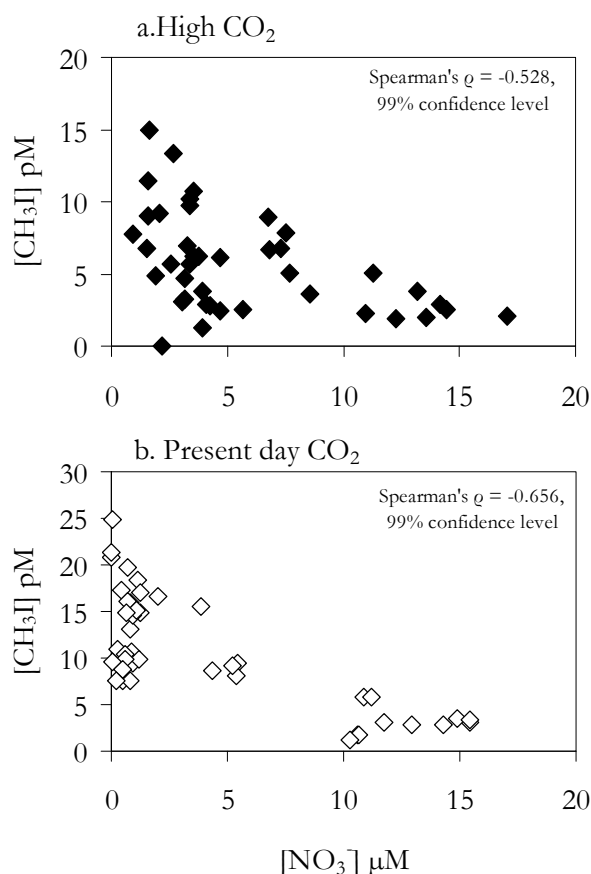 a.High CO₂
Spearman's ϱ = -0.528,
99% confidence level
[CH₃I] pM
20
15
10
5
0
0 5 10 15 20
b. Present day CO₂
Spearman's ϱ = -0.656,
99% confidence level
[CH₃I] pM
30
25
20
15
10
5
0
0 5 10 15 20
[NO₃⁻] μM